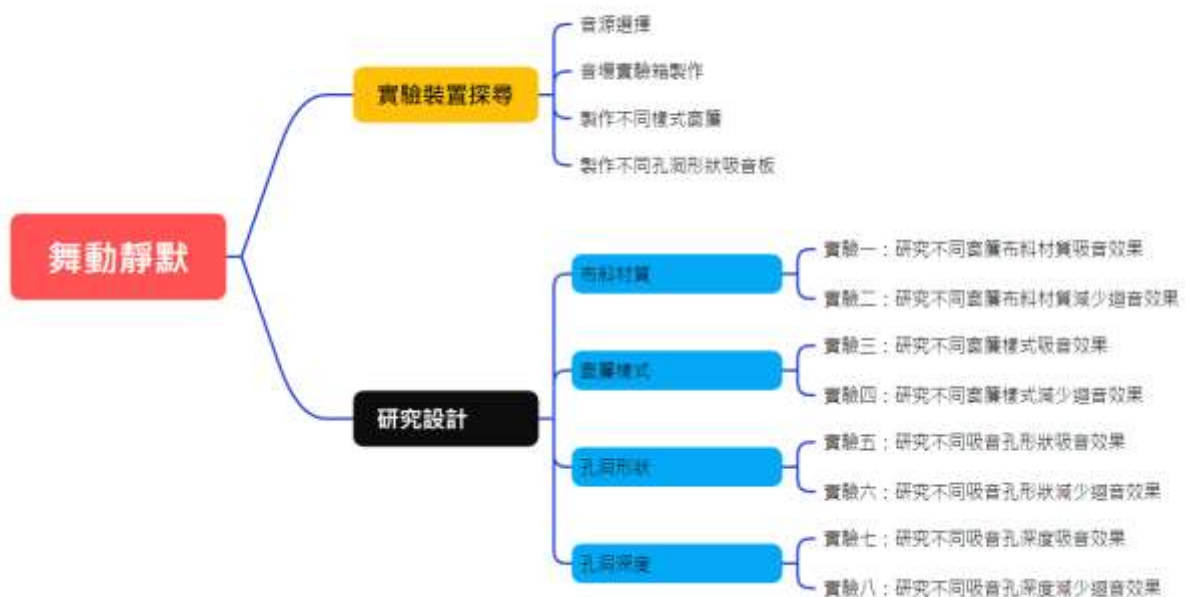 舞動靜默
實驗裝置探尋
音源選擇
音場實驗箱製作
製作不同樣式窗簾
製作不同孔洞形狀吸音板
研究設計
布料材質
實驗一：研究不同窗簾布料材質吸音效果
實驗二：研究不同窗簾布料材質減少迴音效果
窗簾樣式
實驗三：研究不同窗簾樣式吸音效果
實驗四：研究不同窗簾樣式減少迴音效果
孔洞形狀
實驗五：研究不同吸音孔形狀吸音效果
實驗六：研究不同吸音孔形狀減少迴音效果
孔洞深度
實驗七：研究不同吸音孔深度吸音效果
實驗八：研究不同吸音孔深度減少迴音效果